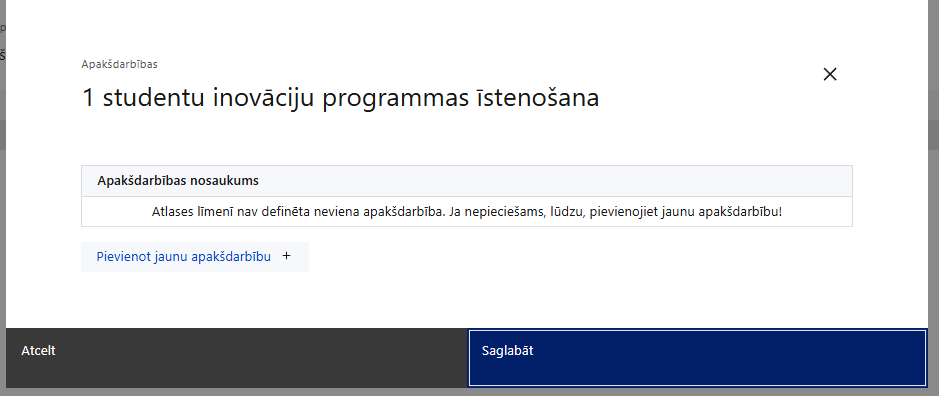 Apakšdarbības
1 studentu inovāciju programmas īstenošana
Apakšdarbības nosaukums
Atlases līmenī nav definēta neviena apakšdarbība. Ja nepieciešams, lūdzu, pievienojiet jaunu apakšdarbību!
Pievienot jaunu apakšdarbību +
Atcelt
Saglabāt